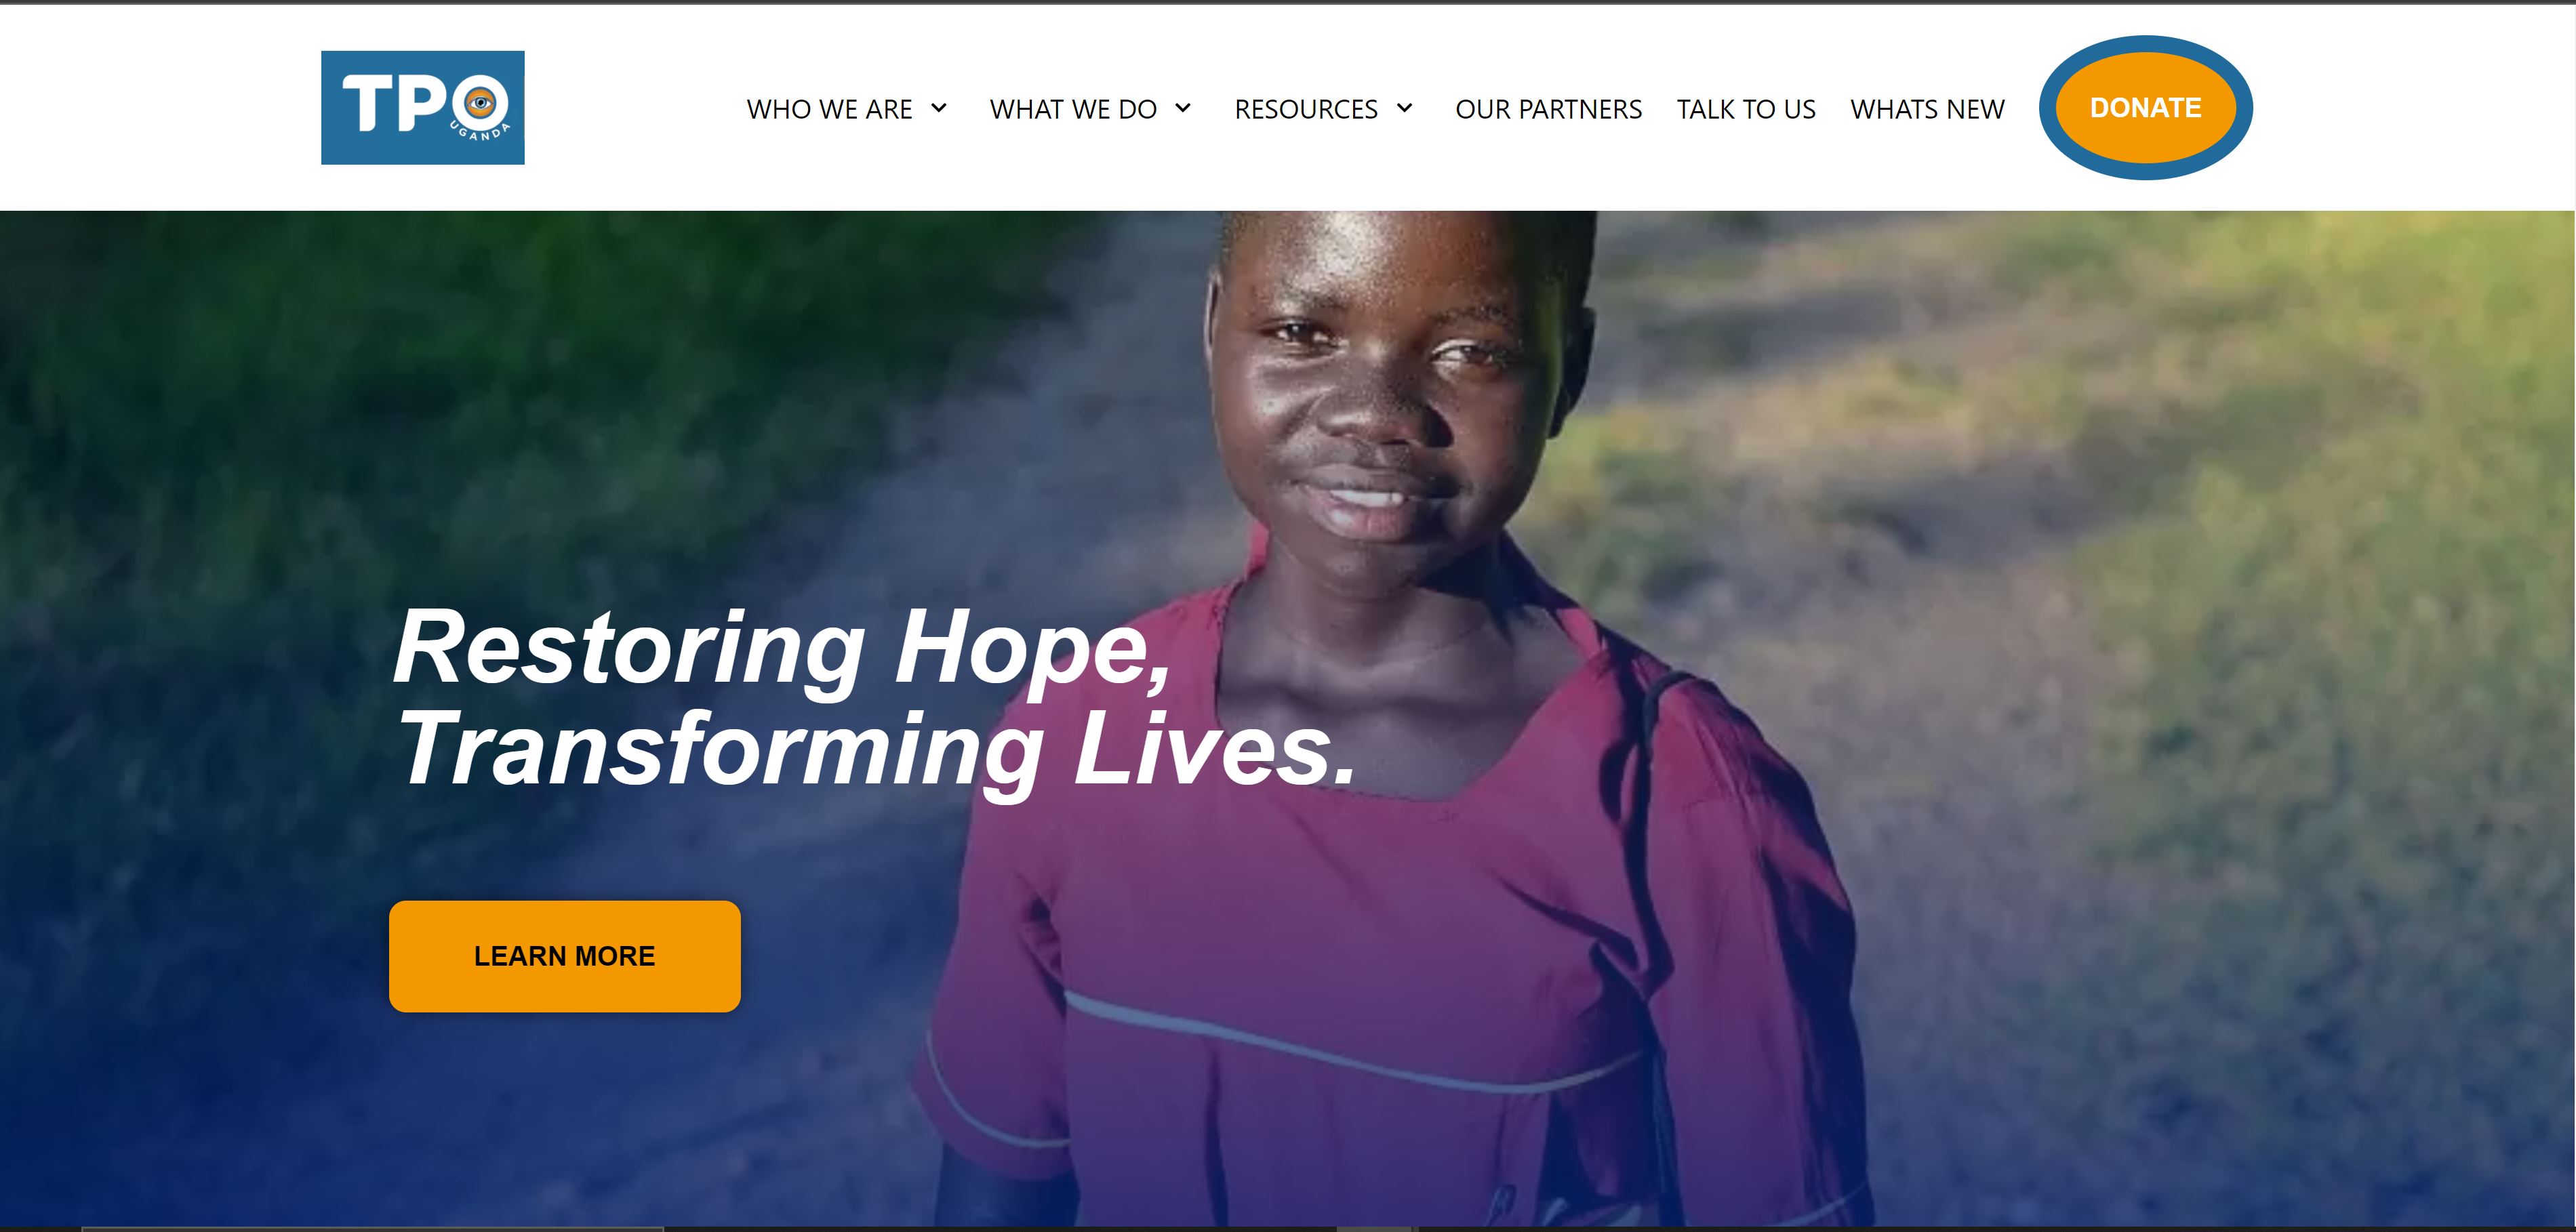 TPO
UGANDA
WHO WE ARE
WHAT WE DO
RESOURCES
OUR PARTNERS
TALK TO US
WHATS NEW
DONATE
Restoring Hope,
Transforming Lives.
LEARN MORE